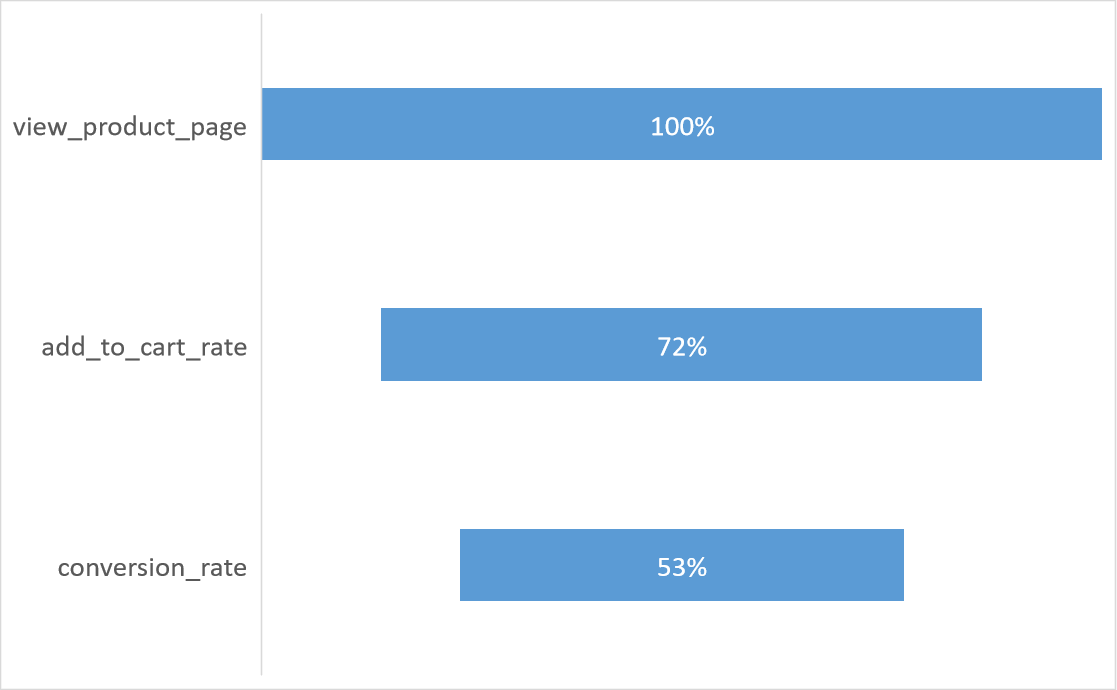 view_product_page
100%
add_to_cart_rate
72%
conversion_rate
53%